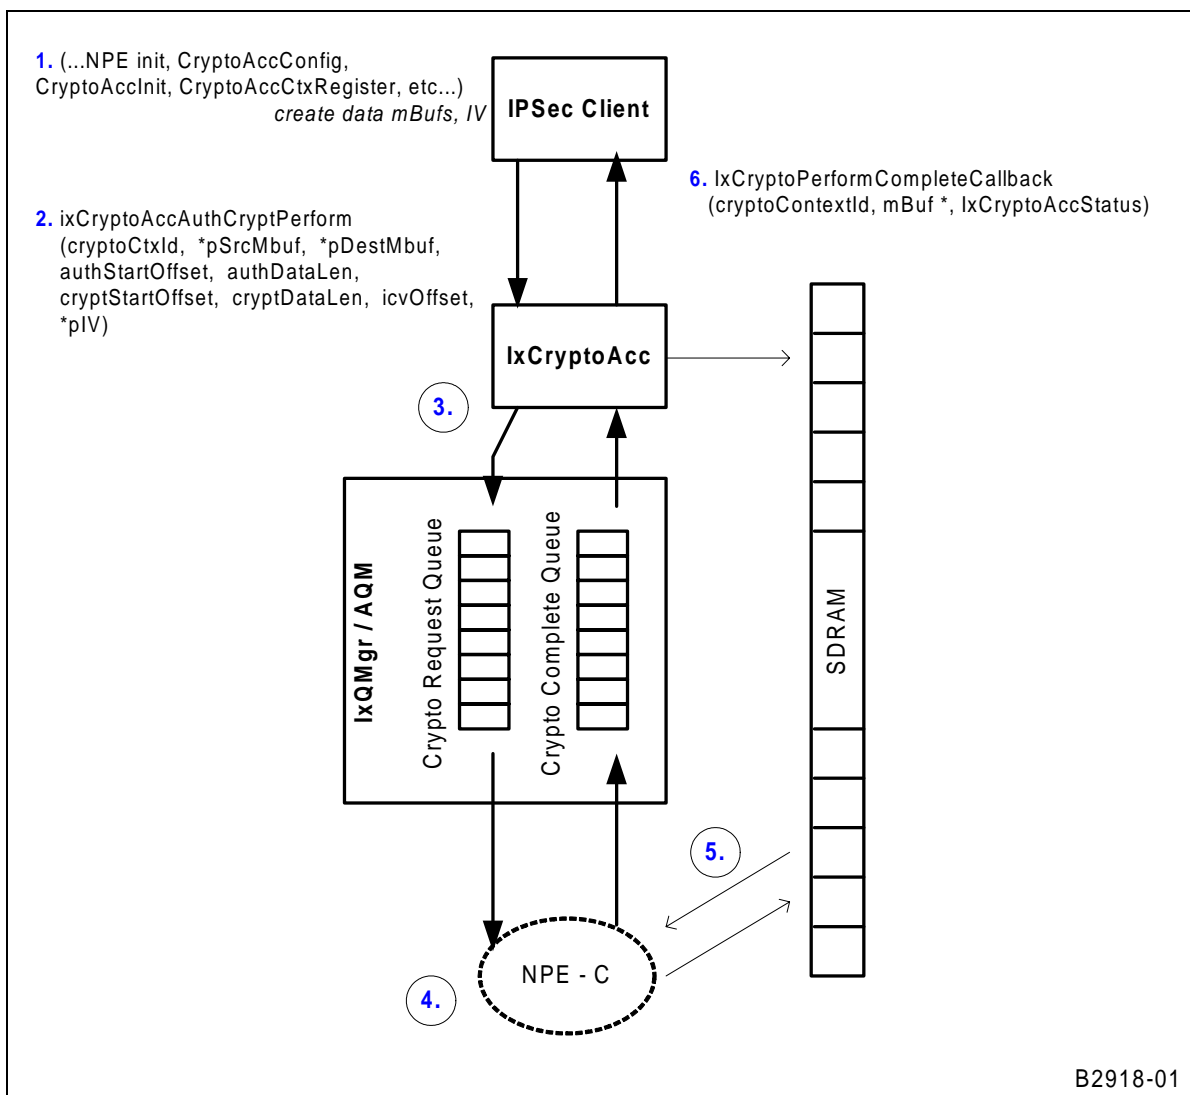 1. (...NPE init, CryptoAccConfig,
CryptoAccInit, CryptoAccCtxRegister, etc...)
create data mBufs, IV
IPSec Client
6. IxCryptoPerformCompleteCallback
(cryptoContextId, mBuf *, IxCryptoAccStatus)
2. ixCryptoAccAuthCryptPerform
(cryptoCtxId, *pSrcMbuf, *pDestMbuf,
authStartOffset, authDataLen,
cryptStartOffset, cryptDataLen, icvOffset,
*pIV)
IxCryptoAcc
3.
IxQMgr / AQM
Crypto Request Queue
Crypto Complete Queue
SDRAM
5.
NPE - C
4.
B2918-01